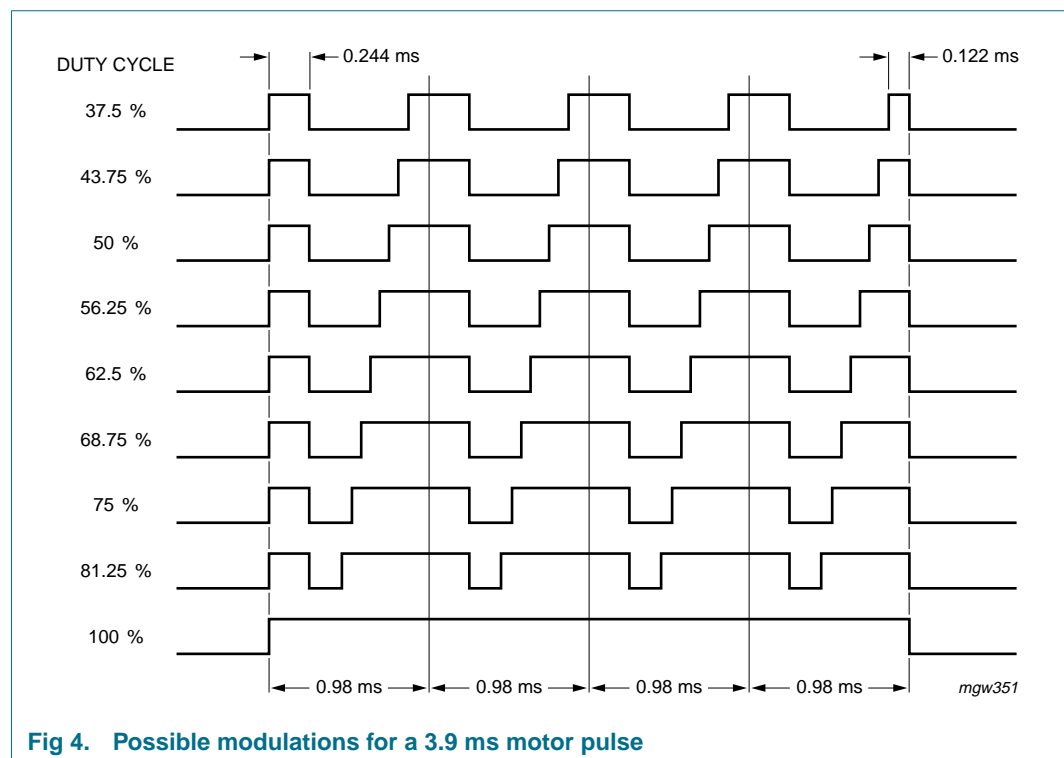 0.244 ms 0.122 ms
DUTY CYCLE
37.5 %
43.75 %
50 %
56.25 %
62.5 %
68.75 %
75 %
81.25 %
100 %
0.98 ms 0.98 ms 0.98 ms 0.98 ms mgw351
Fig 4. Possible modulations for a 3.9 ms motor pulse